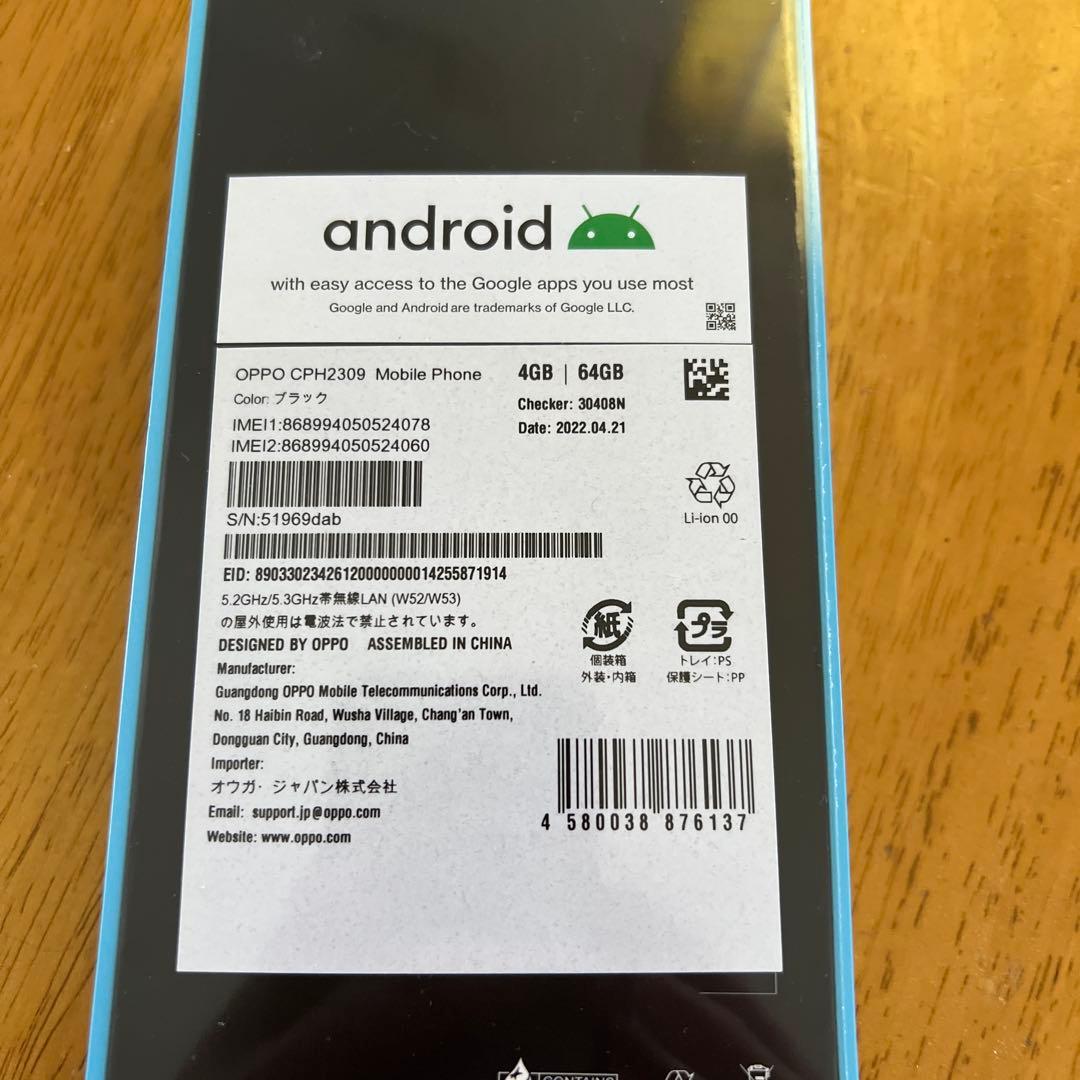 android
with easy access to the Google apps you use most
Google and Android are trademarks of Google LLC.
OPPO CPH2309 Mobile Phone 4GB | 64GB
Color: ブラック
Checker: 30408N
IMEI1:868994050524078
Date: 2022.04.21
IMEI2:868994050524060
S/N:51969dab
Li-ion 00
EID: 89033023426120000000014255871914
5.2GHz/5.3GHz帯無線LAN (W52/W53)
の屋外使用は電波法で禁止されています。
DESIGNED BY OPPO ASSEMBLED IN CHINA
紙
個装箱
外装・内箱
プラ
トレイ:PS
保護シート:PP
Manufacturer:
Guangdong OPPO Mobile Telecommunications Corp., Ltd.
No. 18 Haibin Road, Wusha Village, Chang'an Town,
Dongguan City, Guangdong, China
Importer:
オウガ・ジャパン株式会社
Email: support.jp@oppo.com
Website: www.oppo.com
4 580038 876137
CONTAINS